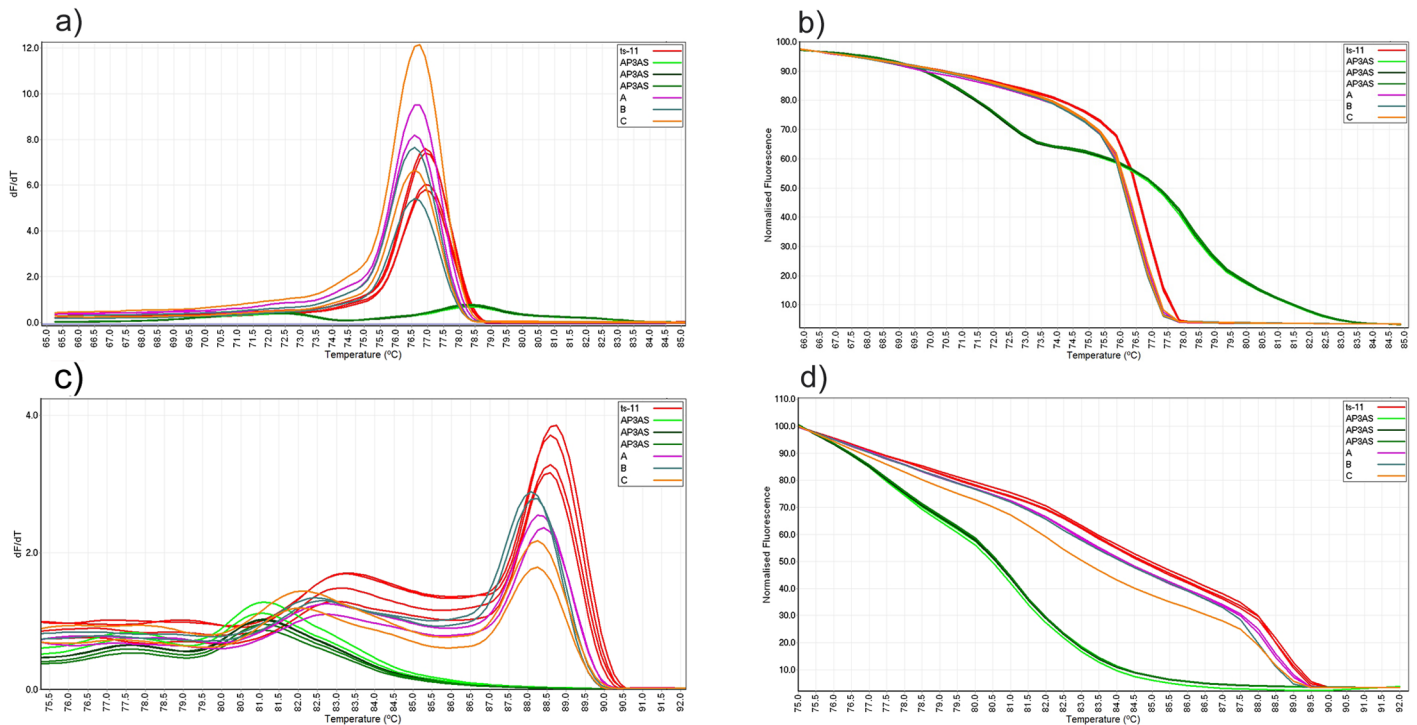 a)
12.0
10.0
8.0
6.0
4.0
2.0
0.0
dF/dT
ts-11
AP3AS
AP3AS
AP3AS
A
B
C
65.0 65.5 66.0 66.5 67.0 67.5 68.0 68.5 69.0 69.5 70.0 70.5 71.0 71.5 72.0 72.5 73.0 73.5 74.0 74.5 75.0 75.5 76.0 76.5 77.0 77.5 78.0 78.5 79.0 79.5 80.0 80.5 81.0 81.5 82.0 82.5 83.0 83.5 84.0 84.5 85.0
Temperature (ºC)
b)
100.0
90.0
80.0
70.0
60.0
50.0
40.0
30.0
20.0
10.0
Normalised Fluorescence
ts-11
AP3AS
AP3AS
AP3AS
A
B
C
66.0 66.5 67.0 67.5 68.0 68.5 69.0 69.5 70.0 70.5 71.0 71.5 72.0 72.5 73.0 73.5 74.0 74.5 75.0 75.5 76.0 76.5 77.0 77.5 78.0 78.5 79.0 79.5 80.0 80.5 81.0 81.5 82.0 82.5 83.0 83.5 84.0 84.5 85.0
Temperature (ºC)
c)
4.0
2.0
0.0
dF/dT
ts-11
AP3AS
AP3AS
AP3AS
A
B
C
75.5 76.0 76.5 77.0 77.5 78.0 78.5 79.0 79.5 80.0 80.5 81.0 81.5 82.0 82.5 83.0 83.5 84.0 84.5 85.0 85.5 86.0 86.5 87.0 87.5 88.0 88.5 89.0 89.5 90.0 90.5 91.0 91.5 92.0
Temperature (ºC)
d)
110.0
100.0
90.0
80.0
70.0
60.0
50.0
40.0
30.0
20.0
10.0
Normalised Fluorescence
ts-11
AP3AS
AP3AS
AP3AS
A
B
C
75.0 75.5 76.0 76.5 77.0 77.5 78.0 78.5 79.0 79.5 80.0 80.5 81.0 81.5 82.0 82.5 83.0 83.5 84.0 84.5 85.0 85.5 86.0 86.5 87.0 87.5 88.0 88.5 89.0 89.5 90.0 90.5 91.0 91.5 92.0
Temperature (ºC)